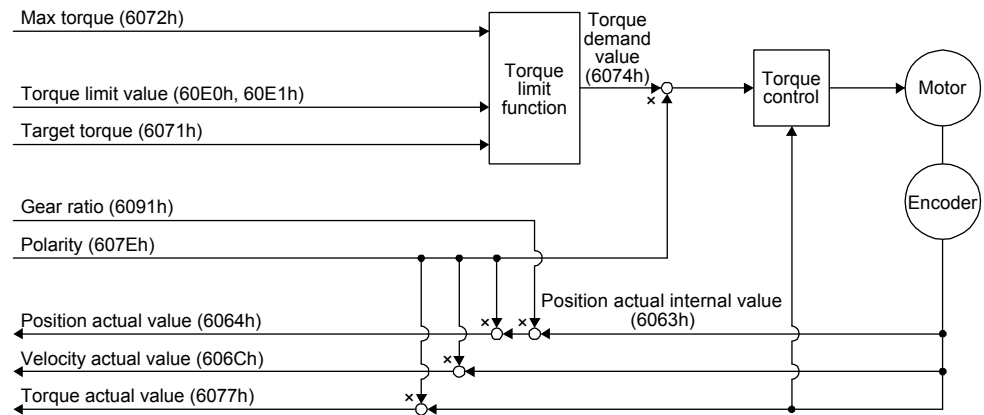 Max torque (6072h)
Torque
demand
value
(6074h)
Torque
limit
function
Torque
control
Motor
Torque limit value (60E0h, 60E1h)
Target torque (6071h)
×
Encoder
Gear ratio (6091h)
Polarity (607Eh)
Position actual internal value
(6063h)
Position actual value (6064h)
×
×
Velocity actual value (606Ch)
×
Torque actual value (6077h)
×